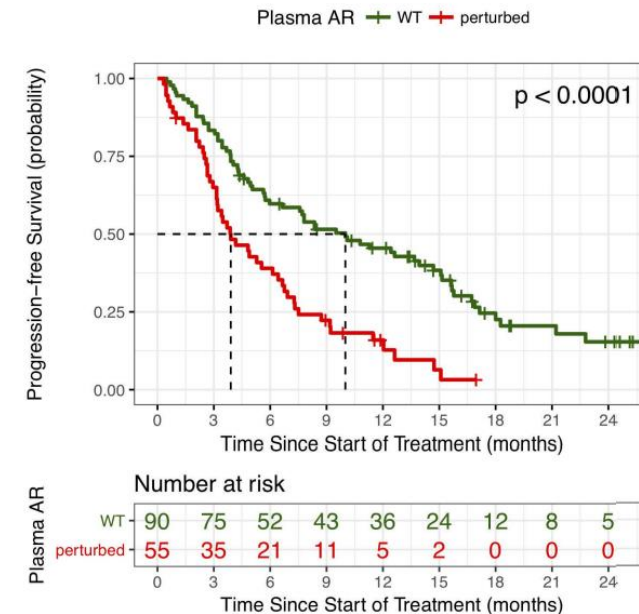 Plasma AR WT perturbed
Progression−free Survival (probability)
1.00
0.75
0.50
0.25
0.00
p < 0.0001
0 3 6 9 12 15 18 21 24
Time Since Start of Treatment (months)
Number at risk
Plasma AR
WT 90 75 52 43 36 24 12 8 5
perturbed 55 35 21 11 5 2 0 0 0
0 3 6 9 12 15 18 21 24
Time Since Start of Treatment (months)